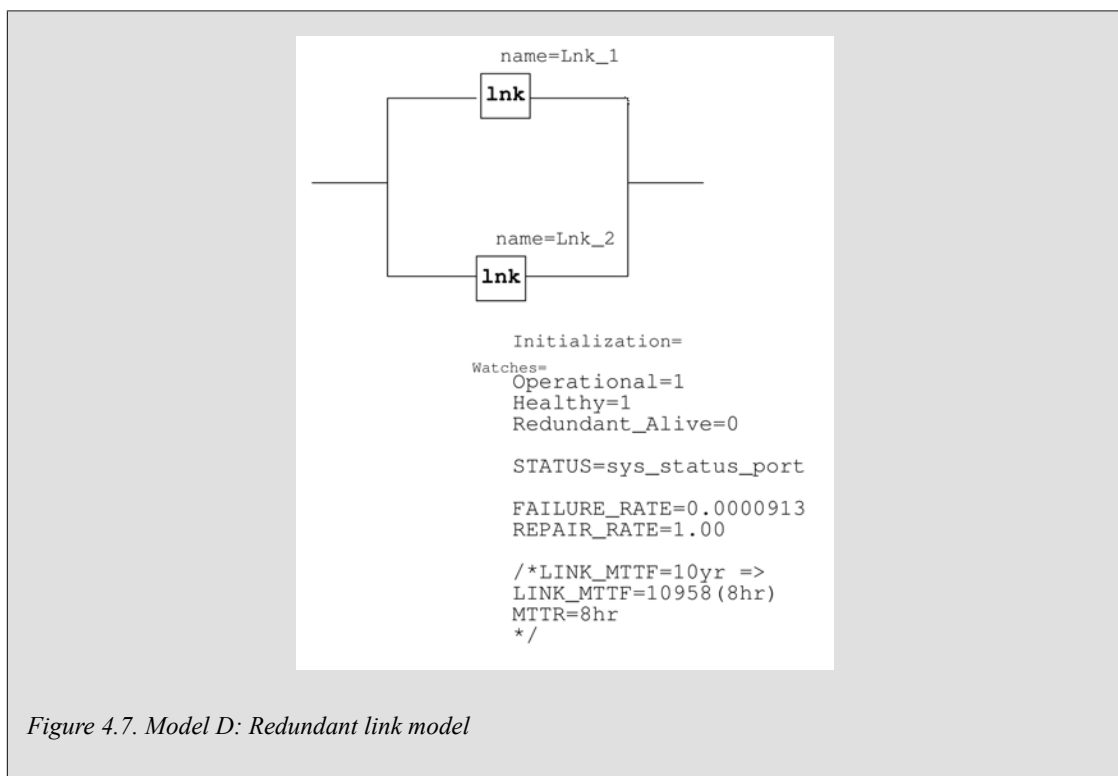 name=Lnk_1
lnk
name=Lnk_2
lnk
Initialization=
Watches=
Operational=1
Healthy=1
Redundant_Alive=0
STATUS=sys_status_port
FAILURE_RATE=0.0000913
REPAIR_RATE=1.00
/*LINK_MTTF=10yr =>
LINK_MTTF=10958(8hr)
MTTR=8hr
*/
Figure 4.7. Model D: Redundant link model